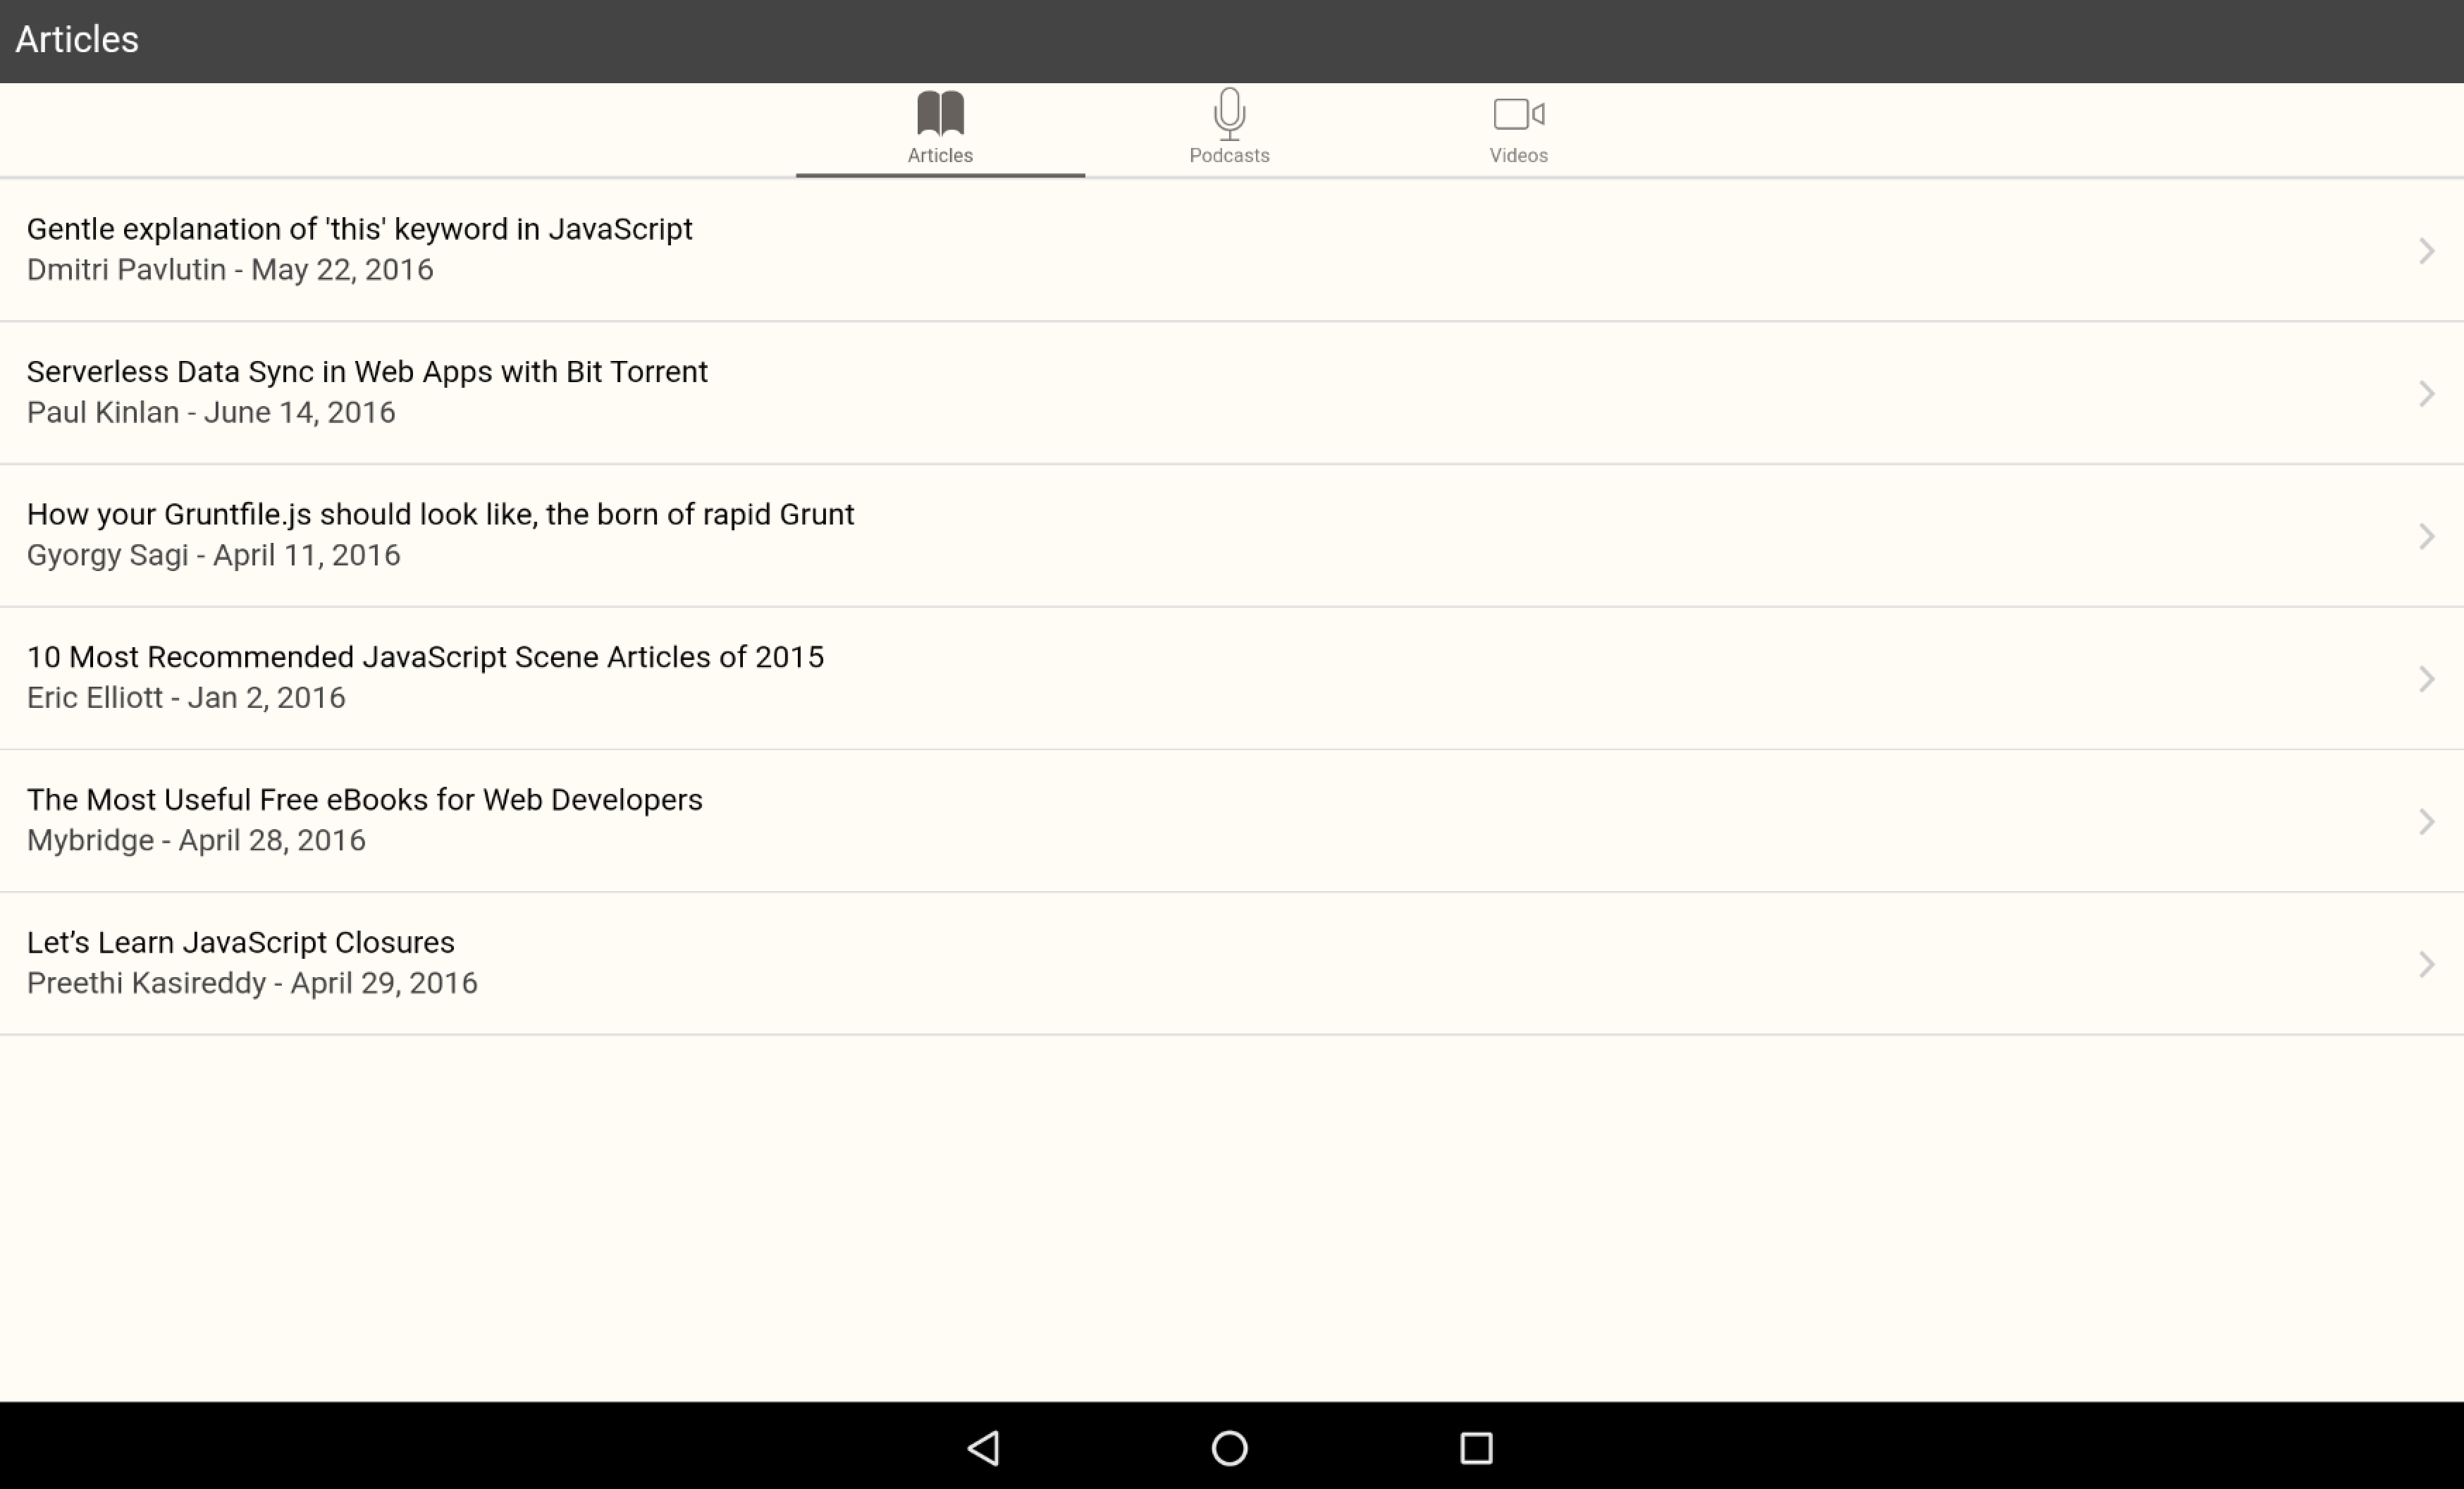 Articles
Articles
Podcasts
Videos
Gentle explanation of 'this' keyword in JavaScript
Dmitri Pavlutin - May 22, 2016
Serverless Data Sync in Web Apps with Bit Torrent
Paul Kinlan - June 14, 2016
How your Gruntfile.js should look like, the born of rapid Grunt
Gyorgy Sagi - April 11, 2016
10 Most Recommended JavaScript Scene Articles of 2015
Eric Elliott - Jan 2, 2016
The Most Useful Free eBooks for Web Developers
Mybridge - April 28, 2016
Let’s Learn JavaScript Closures
Preethi Kasireddy - April 29, 2016